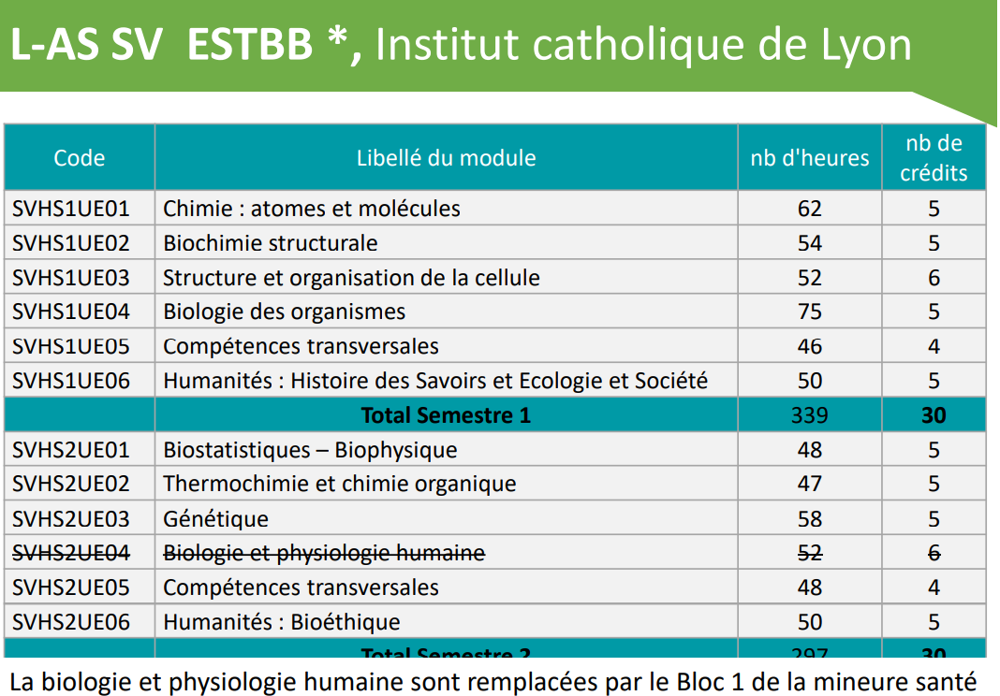 L-AS SV ESTBB *, Institut catholique de Lyon
Code Libellé du module nb d'heures nb de crédits
SVHS1UE01 Chimie : atomes et molécules 62 5
SVHS1UE02 Biochimie structurale 54 5
SVHS1UE03 Structure et organisation de la cellule 52 6
SVHS1UE04 Biologie des organismes 75 5
SVHS1UE05 Compétences transversales 46 4
SVHS1UE06 Humanités : Histoire des Savoirs et Ecologie et Société 50 5
Total Semestre 1 339 30
SVHS2UE01 Biostatistiques – Biophysique 48 5
SVHS2UE02 Thermochimie et chimie organique 47 5
SVHS2UE03 Génétique 58 5
SVHS2UE04 Biologie et physiologie humaine 52 6
SVHS2UE05 Compétences transversales 48 4
SVHS2UE06 Humanités : Bioéthique 50 5
Total Semestre 2 297 30
La biologie et physiologie humaine sont remplacées par le Bloc 1 de la mineure santé